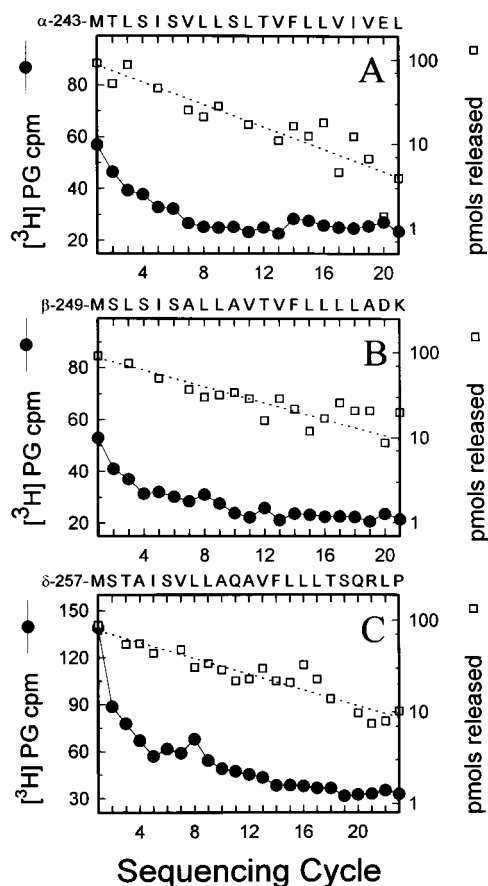 α-243-MTLSISVLLSLTVFLLVIVEL
A
[³H] PG cpm
80
60
40
20
100
10
1
pmols released
4 8 12 16 20
β-249-MSLSISALLAVTVFLLLLADK
B
[³H] PG cpm
80
60
40
20
100
10
1
pmols released
4 8 12 16 20
δ-257-MSTAISVLLAQAVFLLLTSQRLP
C
[³H] PG cpm
150
120
90
60
30
100
10
1
pmols released
4 8 12 16 20
Sequencing Cycle